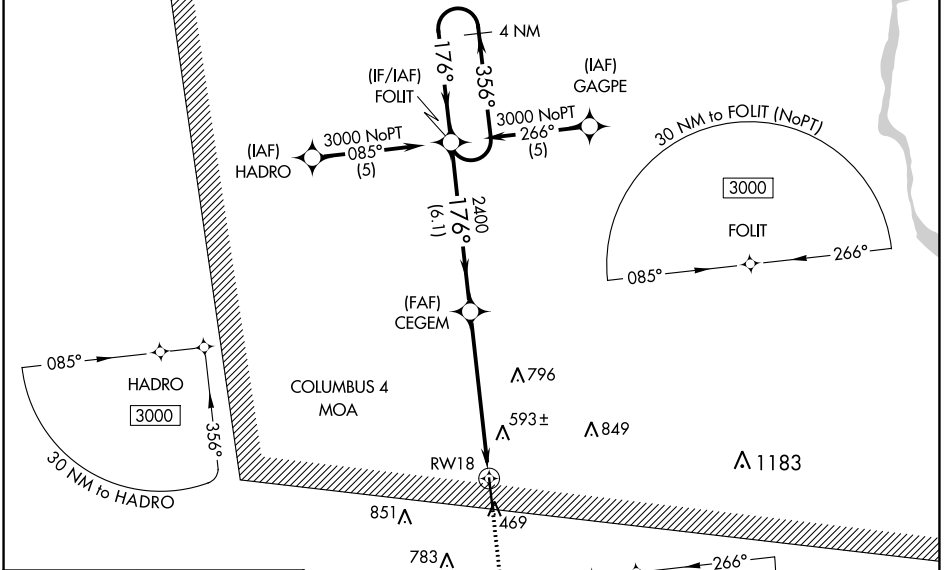 4 NM
176°
356°
(IF/IAF)
FOLIT
(IAF)
GAGPE
3000 NoPT
266°
(5)
3000 NoPT
085°
(5)
(IAF)
HADRO
30 NM to FOLIT (NoPT)
3000
FOLIT
085°
266°
2400
176°
(6.1)
(FAF)
CEGEM
085°
HADRO
3000
356°
30 NM to HADRO
COLUMBUS 4
MOA
796
593±
849
1183
RW18
851
469
783
266°